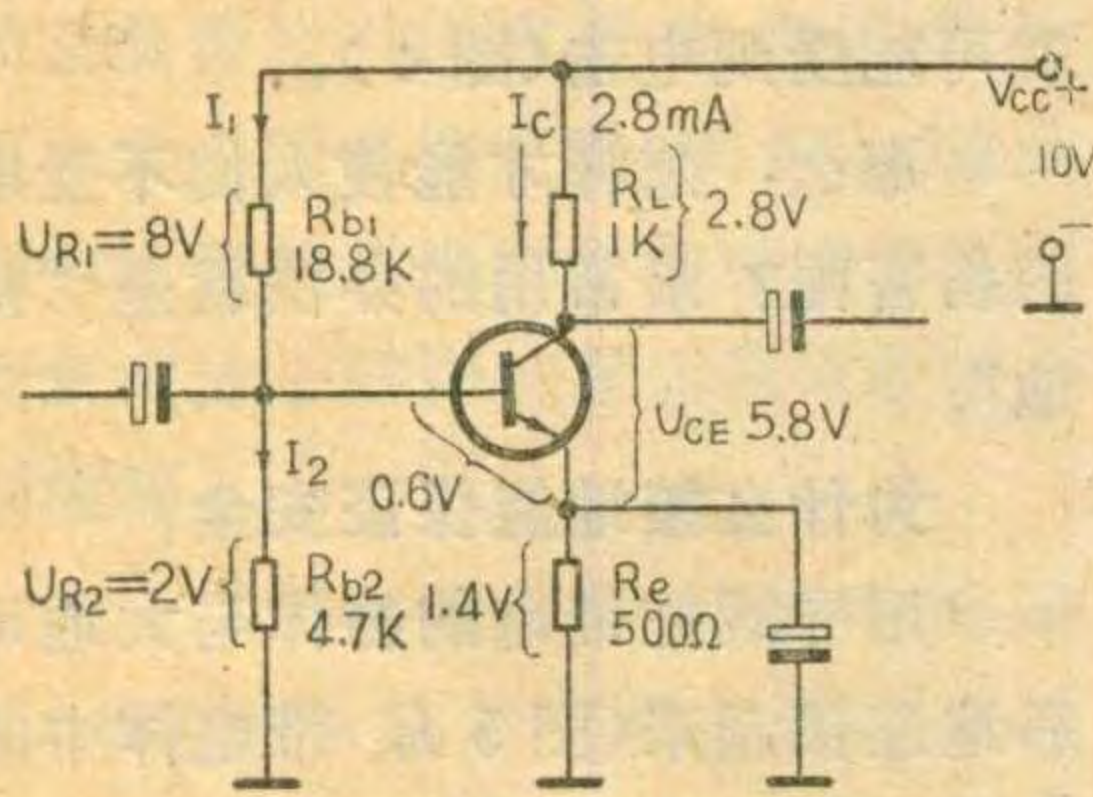 VCC +
I1
IC 2.8mA
10V
UR1=8V { Rb1 18.8K
RL 1K } 2.8V
−
UCE 5.8V
I2
0.6V
UR2=2V { Rb2 4.7K
1.4V { Re 500Ω